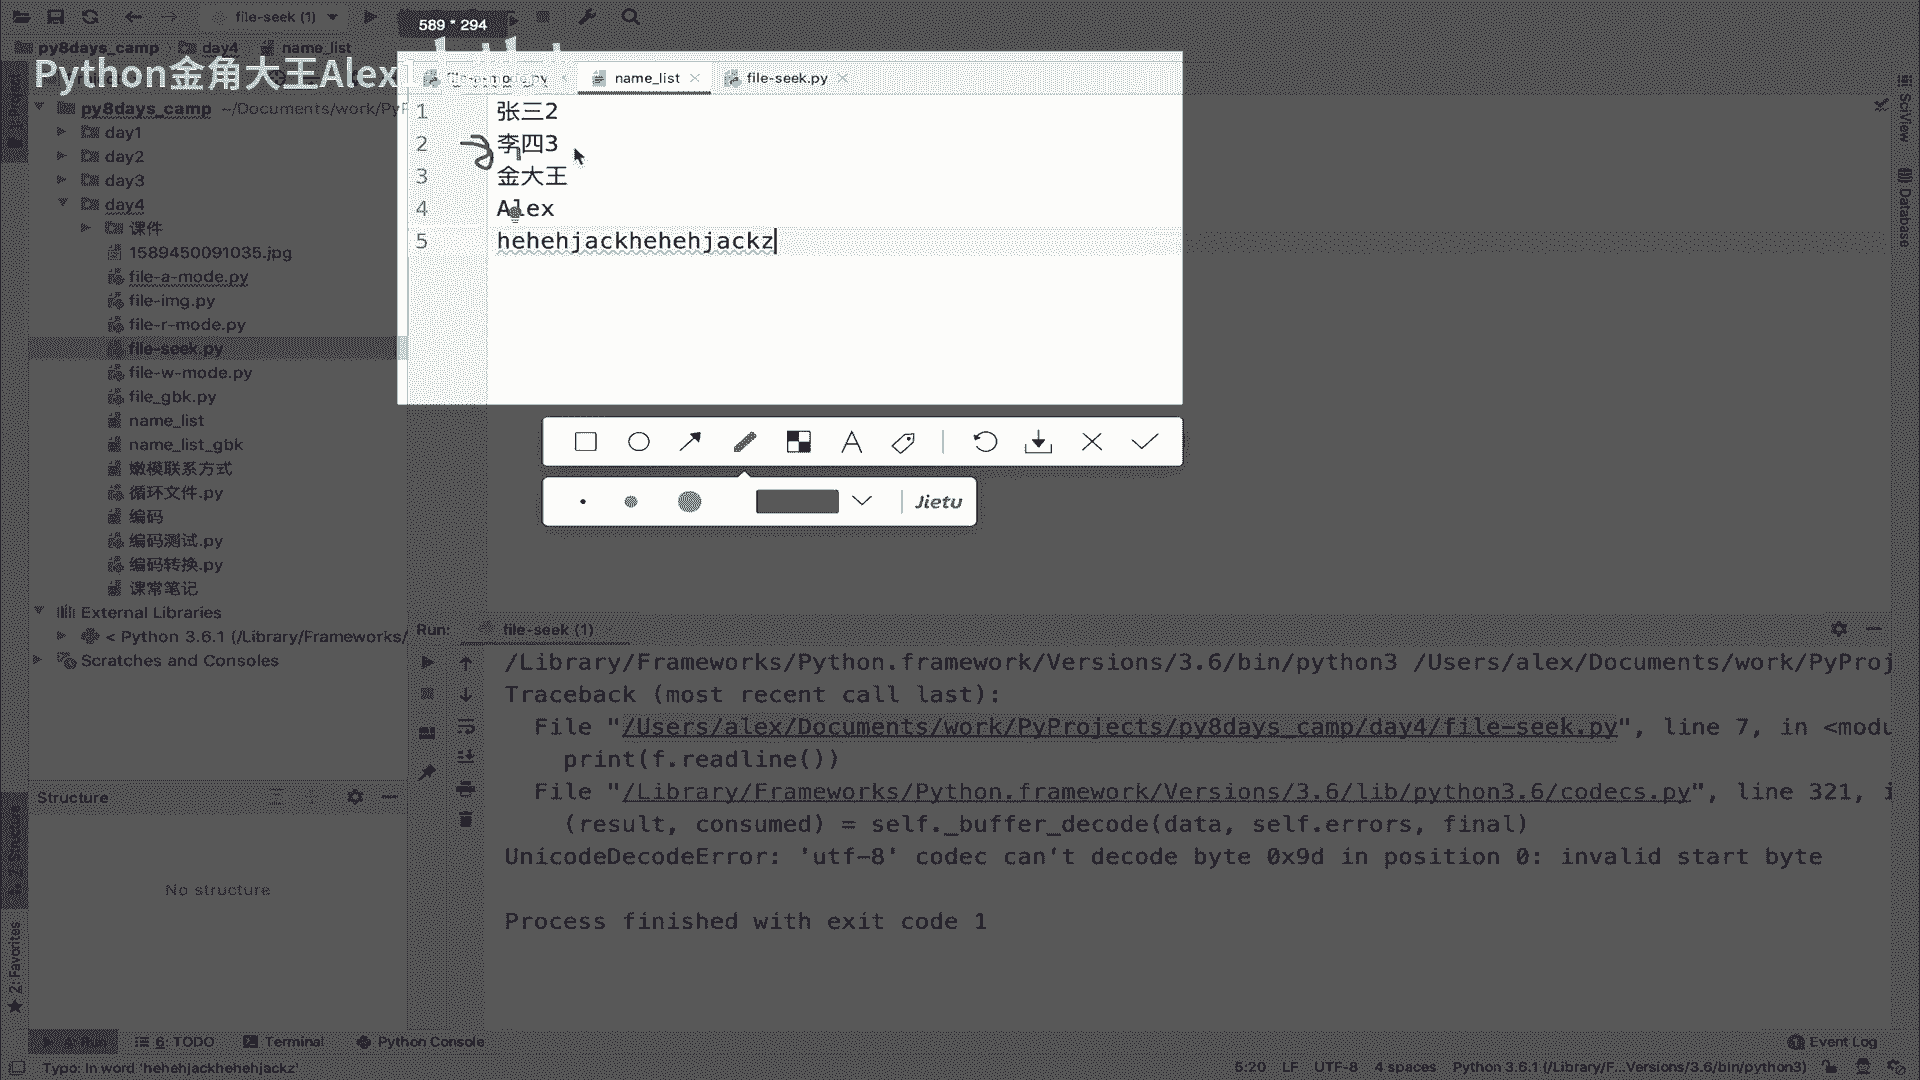 file-seek (1)
589 * 294
py8days_camp
day4
name_list
Python金角大王Alex
name_list
file-seek.py
py8days_camp ~/Documents/work/PyP
day1
day2
day3
day4
课件
1589450091035.jpg
file-a-mode.py
file-img.py
file-r-mode.py
file-seek.py
file-w-mode.py
file_gbk.py
name_list
name_list_gbk
嫩模联系方式
循环文件.py
编码
编码测试.py
编码转换.py
课常笔记
External Libraries
< Python 3.6.1 (/Library/Frameworks/
Scratches and Consoles
1 张三2
2 李四3
3 金大王
4 Alex
5 hehehjackhehehjackz
SciView
Database
Jietu
Run:
file-seek (1)
/Library/Frameworks/Python.framework/Versions/3.6/bin/python3 /Users/alex/Documents/work/PyProj
Traceback (most recent call last):
File "/Users/alex/Documents/work/PyProjects/py8days_camp/day4/file-seek.py", line 7, in <modu
print(f.readline())
File "/Library/Frameworks/Python.framework/Versions/3.6/lib/python3.6/codecs.py", line 321, i
(result, consumed) = self._buffer_decode(data, self.errors, final)
UnicodeDecodeError: 'utf-8' codec can't decode byte 0x9d in position 0: invalid start byte
Process finished with exit code 1
Structure
No structure
2: Favorites
6: TODO
Terminal
Python Console
Event Log
Typo: In word 'hehehjackhehehjackz'
5:20
LF
UTF-8
4 spaces
Python 3.6.1 (/Library/F...Versions/3.6/bin/python3)